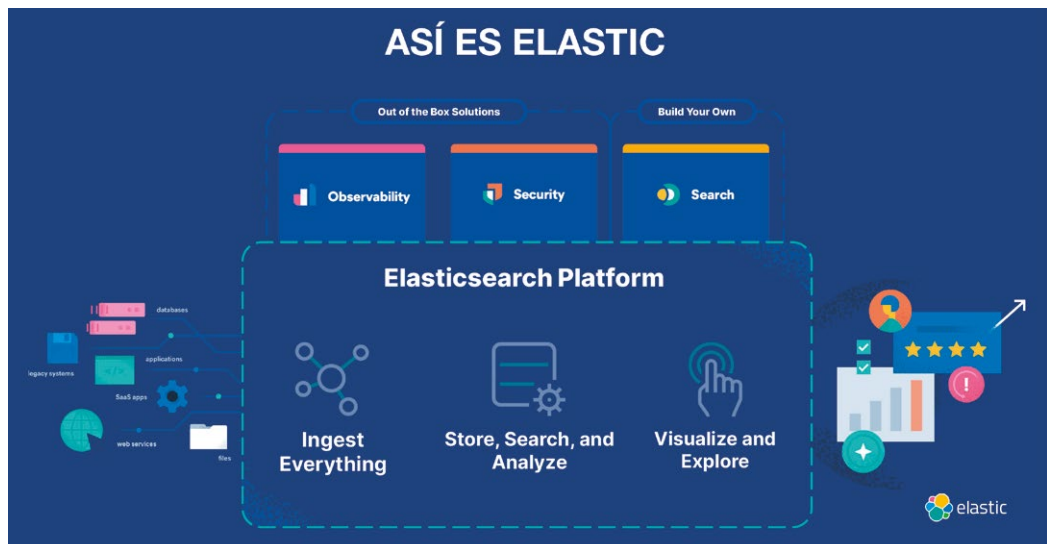 ASÍ ES ELASTIC
Out of the Box Solutions
Build Your Own
Observability
Security
Search
Elasticsearch Platform
databases
applications
legacy systems
SaaS apps
web services
files
Ingest
Everything
Store, Search, and
Analyze
Visualize and
Explore
elastic